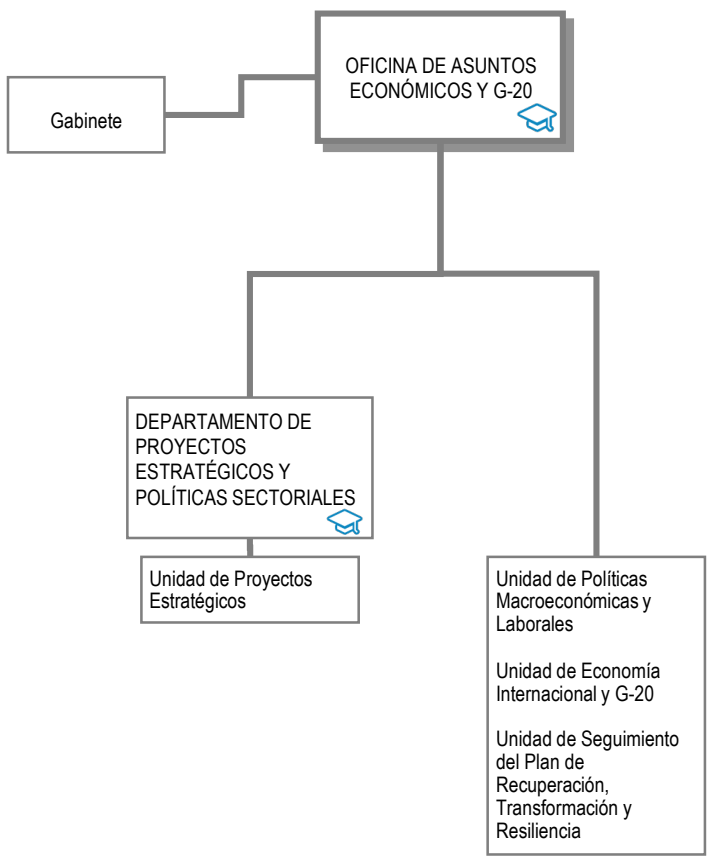 OFICINA DE ASUNTOS
ECONÓMICOS Y G-20
Gabinete
DEPARTAMENTO DE
PROYECTOS
ESTRATÉGICOS Y
POLÍTICAS SECTORIALES
Unidad de Proyectos
Estratégicos
Unidad de Políticas
Macroeconómicas y
Laborales
Unidad de Economía
Internacional y G-20
Unidad de Seguimiento
del Plan de
Recuperación,
Transformación y
Resiliencia